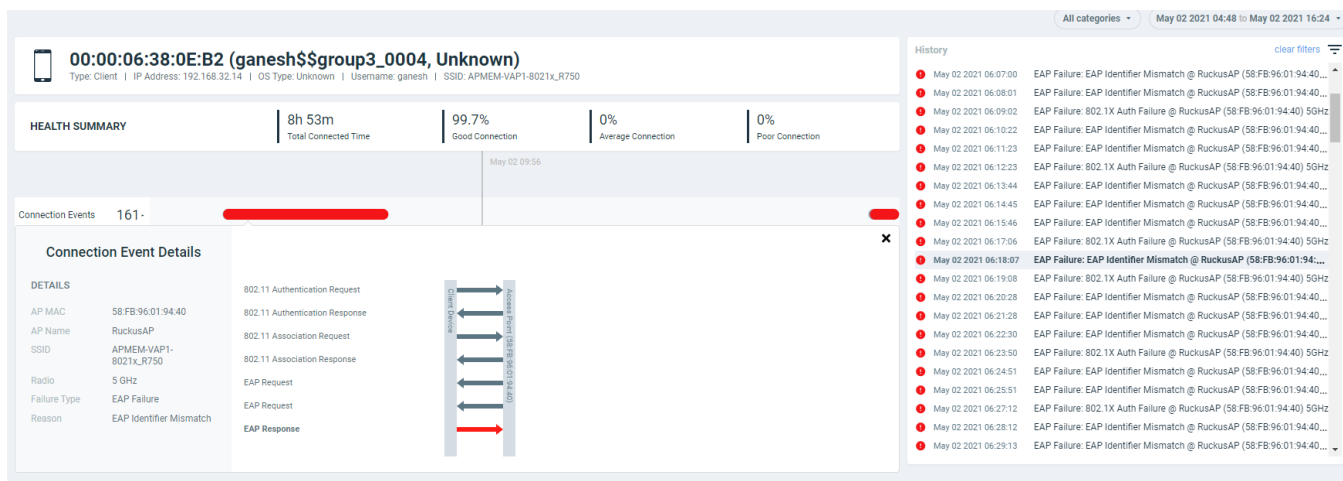 All categories May 02 2021 04:48 to May 02 2021 16:24
00:00:06:38:0E:B2 (ganesh$$group3_0004, Unknown)
Type: Client | IP Address: 192.168.32.14 | OS Type: Unknown | Username: ganesh | SSID: APMEM-VAP1-8021x_R750
HEALTH SUMMARY
8h 53m
Total Connected Time
99.7%
Good Connection
0%
Average Connection
0%
Poor Connection
May 02 09:56
Connection Events 161-
Connection Event Details
DETAILS
AP MAC 58:FB:96:01:94:40
AP Name RuckusAP
SSID APMEM-VAP1-
8021x_R750
Radio 5 GHz
Failure Type EAP Failure
Reason EAP Identifier Mismatch
802.11 Authentication Request
802.11 Authentication Response
802.11 Association Request
802.11 Association Response
EAP Request
EAP Request
EAP Response
Client Device
Access Point (58:FB:96:01:94:40)
History clear filters
May 02 2021 06:07:00 EAP Failure: EAP Identifier Mismatch @ RuckusAP (58:FB:96:01:94:40...
May 02 2021 06:08:01 EAP Failure: EAP Identifier Mismatch @ RuckusAP (58:FB:96:01:94:40...
May 02 2021 06:09:02 EAP Failure: 802.1X Auth Failure @ RuckusAP (58:FB:96:01:94:40) 5GHz
May 02 2021 06:10:22 EAP Failure: EAP Identifier Mismatch @ RuckusAP (58:FB:96:01:94:40...
May 02 2021 06:11:23 EAP Failure: EAP Identifier Mismatch @ RuckusAP (58:FB:96:01:94:40...
May 02 2021 06:12:23 EAP Failure: 802.1X Auth Failure @ RuckusAP (58:FB:96:01:94:40) 5GHz
May 02 2021 06:13:44 EAP Failure: EAP Identifier Mismatch @ RuckusAP (58:FB:96:01:94:40...
May 02 2021 06:14:45 EAP Failure: EAP Identifier Mismatch @ RuckusAP (58:FB:96:01:94:40...
May 02 2021 06:15:46 EAP Failure: EAP Identifier Mismatch @ RuckusAP (58:FB:96:01:94:40...
May 02 2021 06:17:06 EAP Failure: 802.1X Auth Failure @ RuckusAP (58:FB:96:01:94:40) 5GHz
May 02 2021 06:18:07 EAP Failure: EAP Identifier Mismatch @ RuckusAP (58:FB:96:01:94:...
May 02 2021 06:19:08 EAP Failure: 802.1X Auth Failure @ RuckusAP (58:FB:96:01:94:40) 5GHz
May 02 2021 06:20:28 EAP Failure: EAP Identifier Mismatch @ RuckusAP (58:FB:96:01:94:40...
May 02 2021 06:21:28 EAP Failure: EAP Identifier Mismatch @ RuckusAP (58:FB:96:01:94:40...
May 02 2021 06:22:30 EAP Failure: EAP Identifier Mismatch @ RuckusAP (58:FB:96:01:94:40...
May 02 2021 06:23:50 EAP Failure: 802.1X Auth Failure @ RuckusAP (58:FB:96:01:94:40) 5GHz
May 02 2021 06:24:51 EAP Failure: EAP Identifier Mismatch @ RuckusAP (58:FB:96:01:94:40...
May 02 2021 06:25:51 EAP Failure: EAP Identifier Mismatch @ RuckusAP (58:FB:96:01:94:40...
May 02 2021 06:27:12 EAP Failure: 802.1X Auth Failure @ RuckusAP (58:FB:96:01:94:40) 5GHz
May 02 2021 06:28:12 EAP Failure: EAP Identifier Mismatch @ RuckusAP (58:FB:96:01:94:40...
May 02 2021 06:29:13 EAP Failure: EAP Identifier Mismatch @ RuckusAP (58:FB:96:01:94:40...